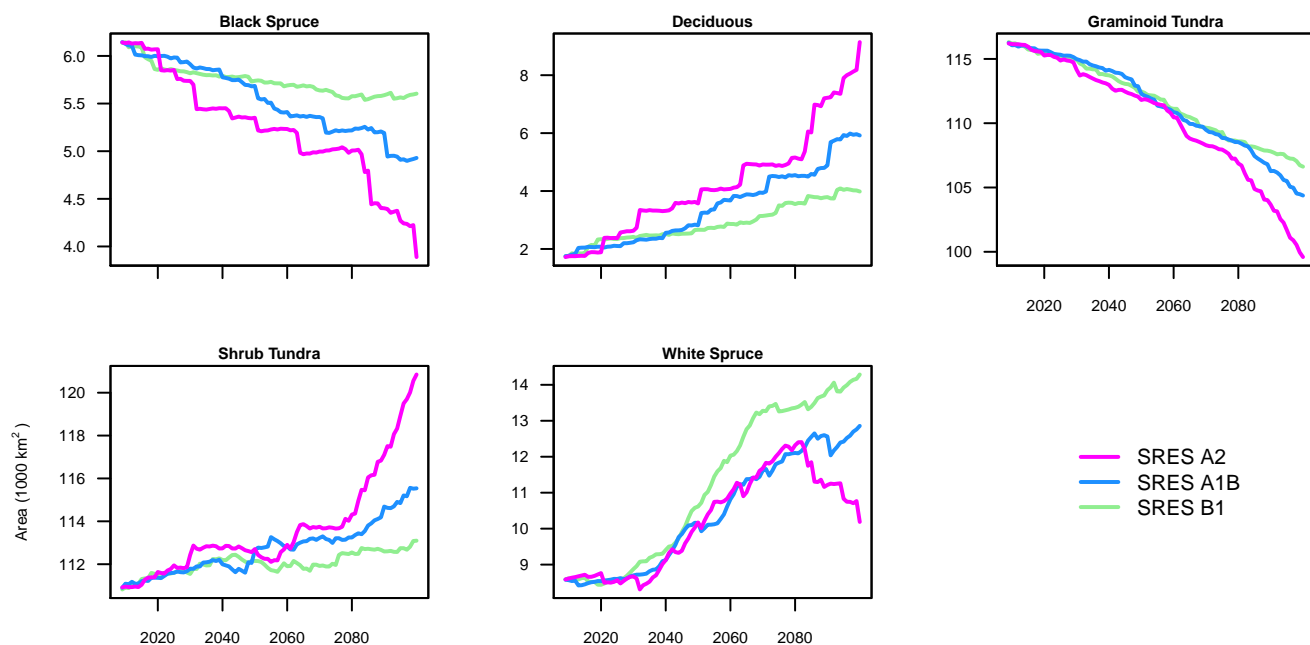 Black Spruce
6.0
5.5
5.0
4.5
4.0
Deciduous
8
6
4
2
Graminoid Tundra
115
110
105
100
2020 2040 2060 2080
Shrub Tundra
120
118
116
114
112
2020 2040 2060 2080
Area (1000 km²)
White Spruce
14
13
12
11
10
9
2020 2040 2060 2080
SRES A2
SRES A1B
SRES B1